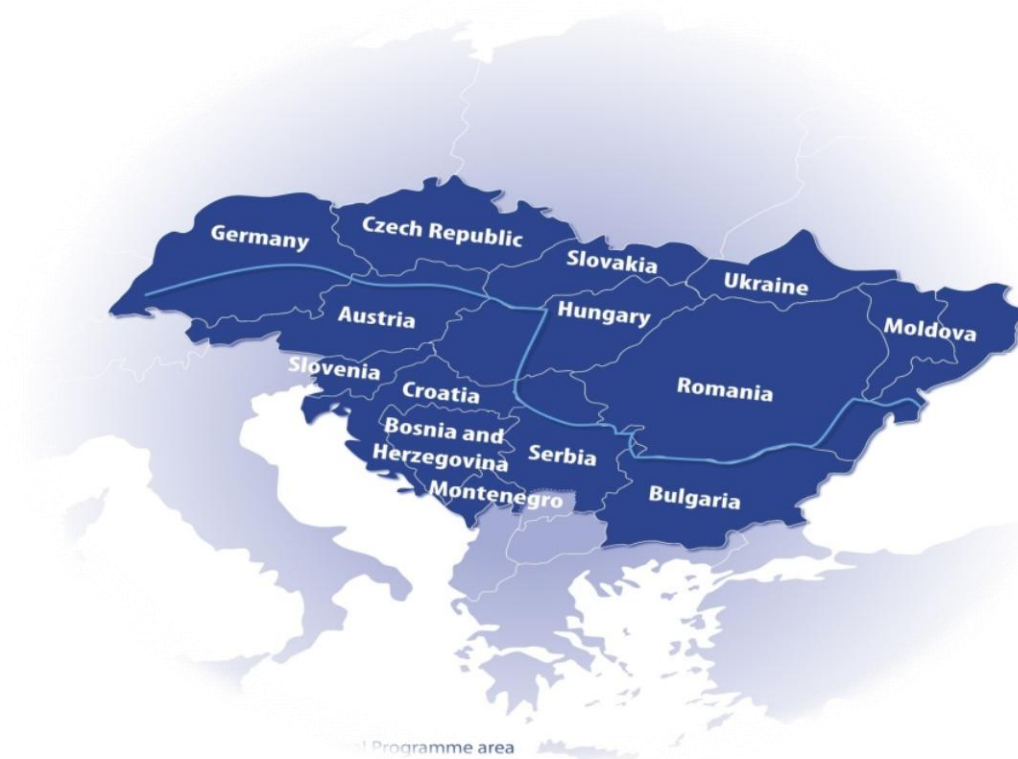 Germany
Czech Republic
Slovakia
Ukraine
Austria
Hungary
Moldova
Slovenia
Croatia
Romania
Bosnia and
Herzegovina
Serbia
Montenegro
Bulgaria
Programme area